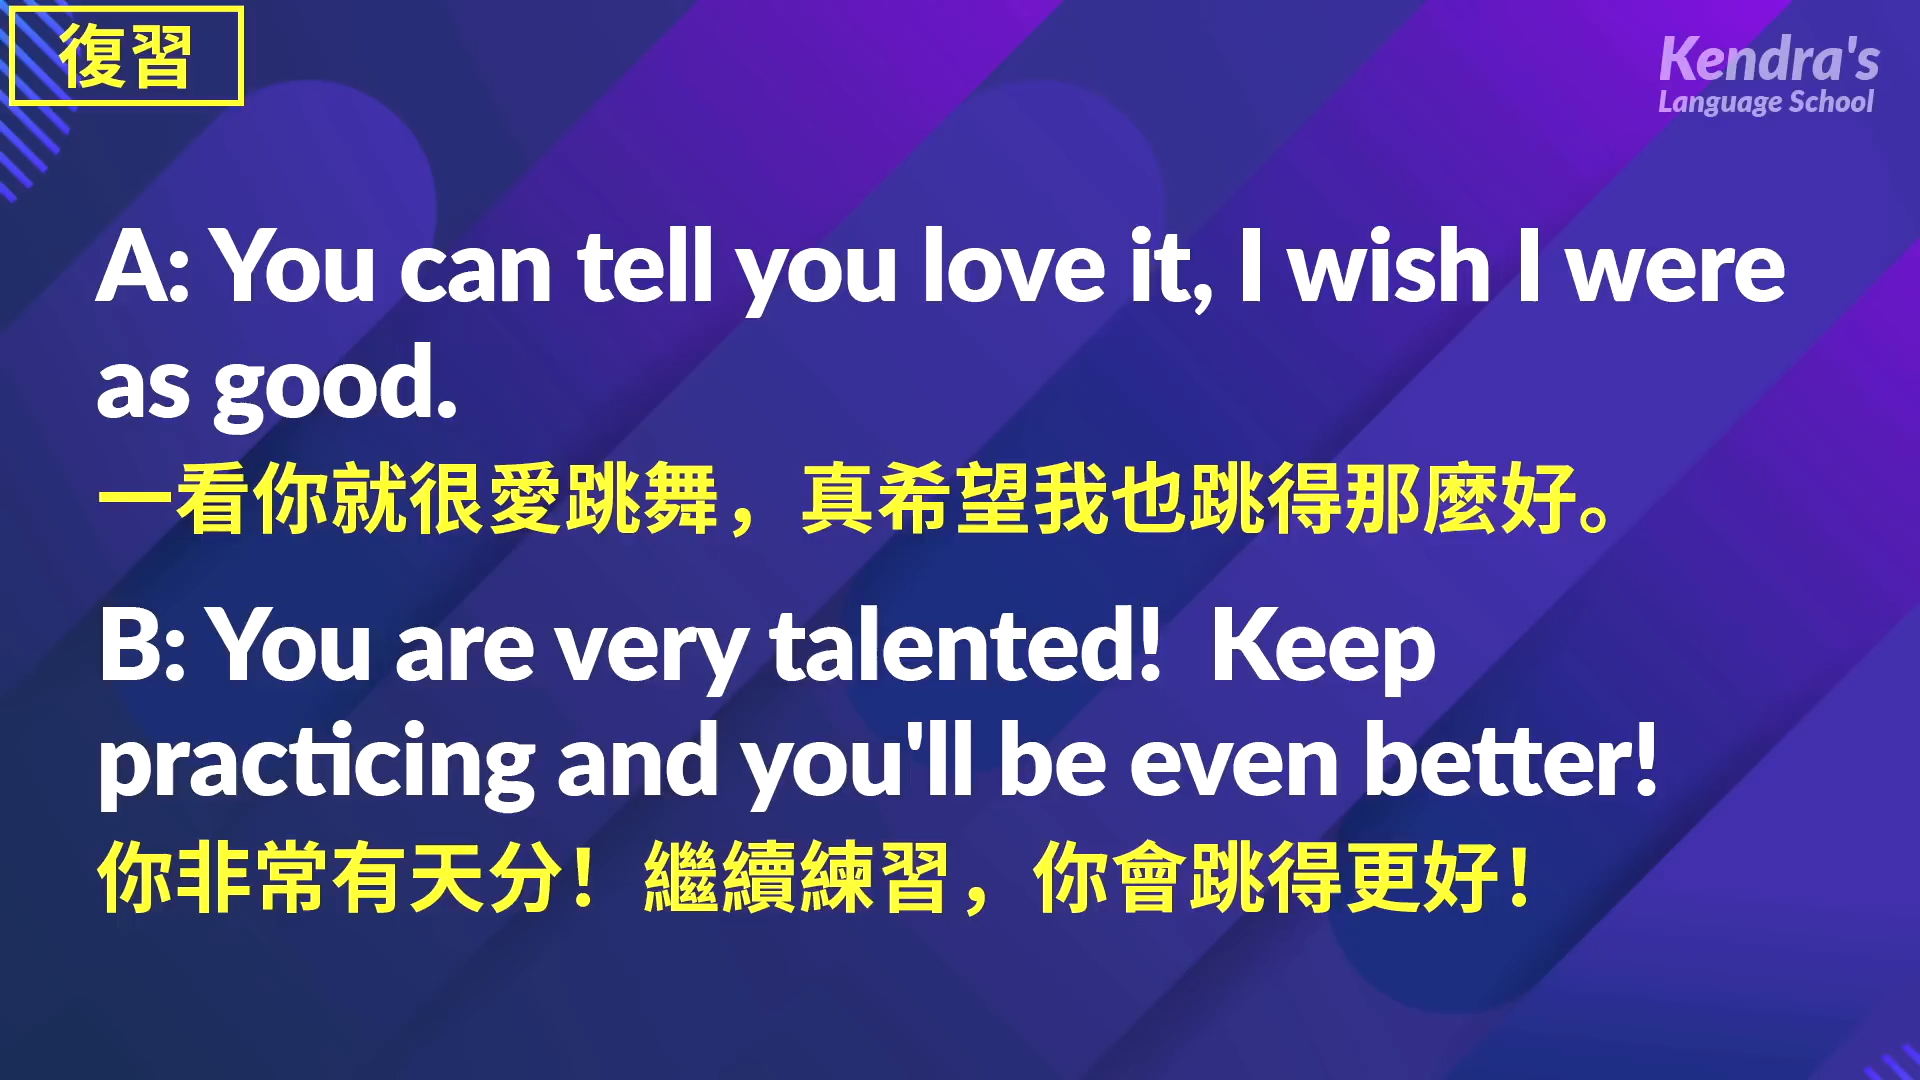 復習
Kendra's
Language School
A: You can tell you love it, I wish I were
as good.
一看你就很愛跳舞，真希望我也跳得那麼好。
B: You are very talented!  Keep
practicing and you'll be even better!
你非常有天分！繼續練習，你會跳得更好！